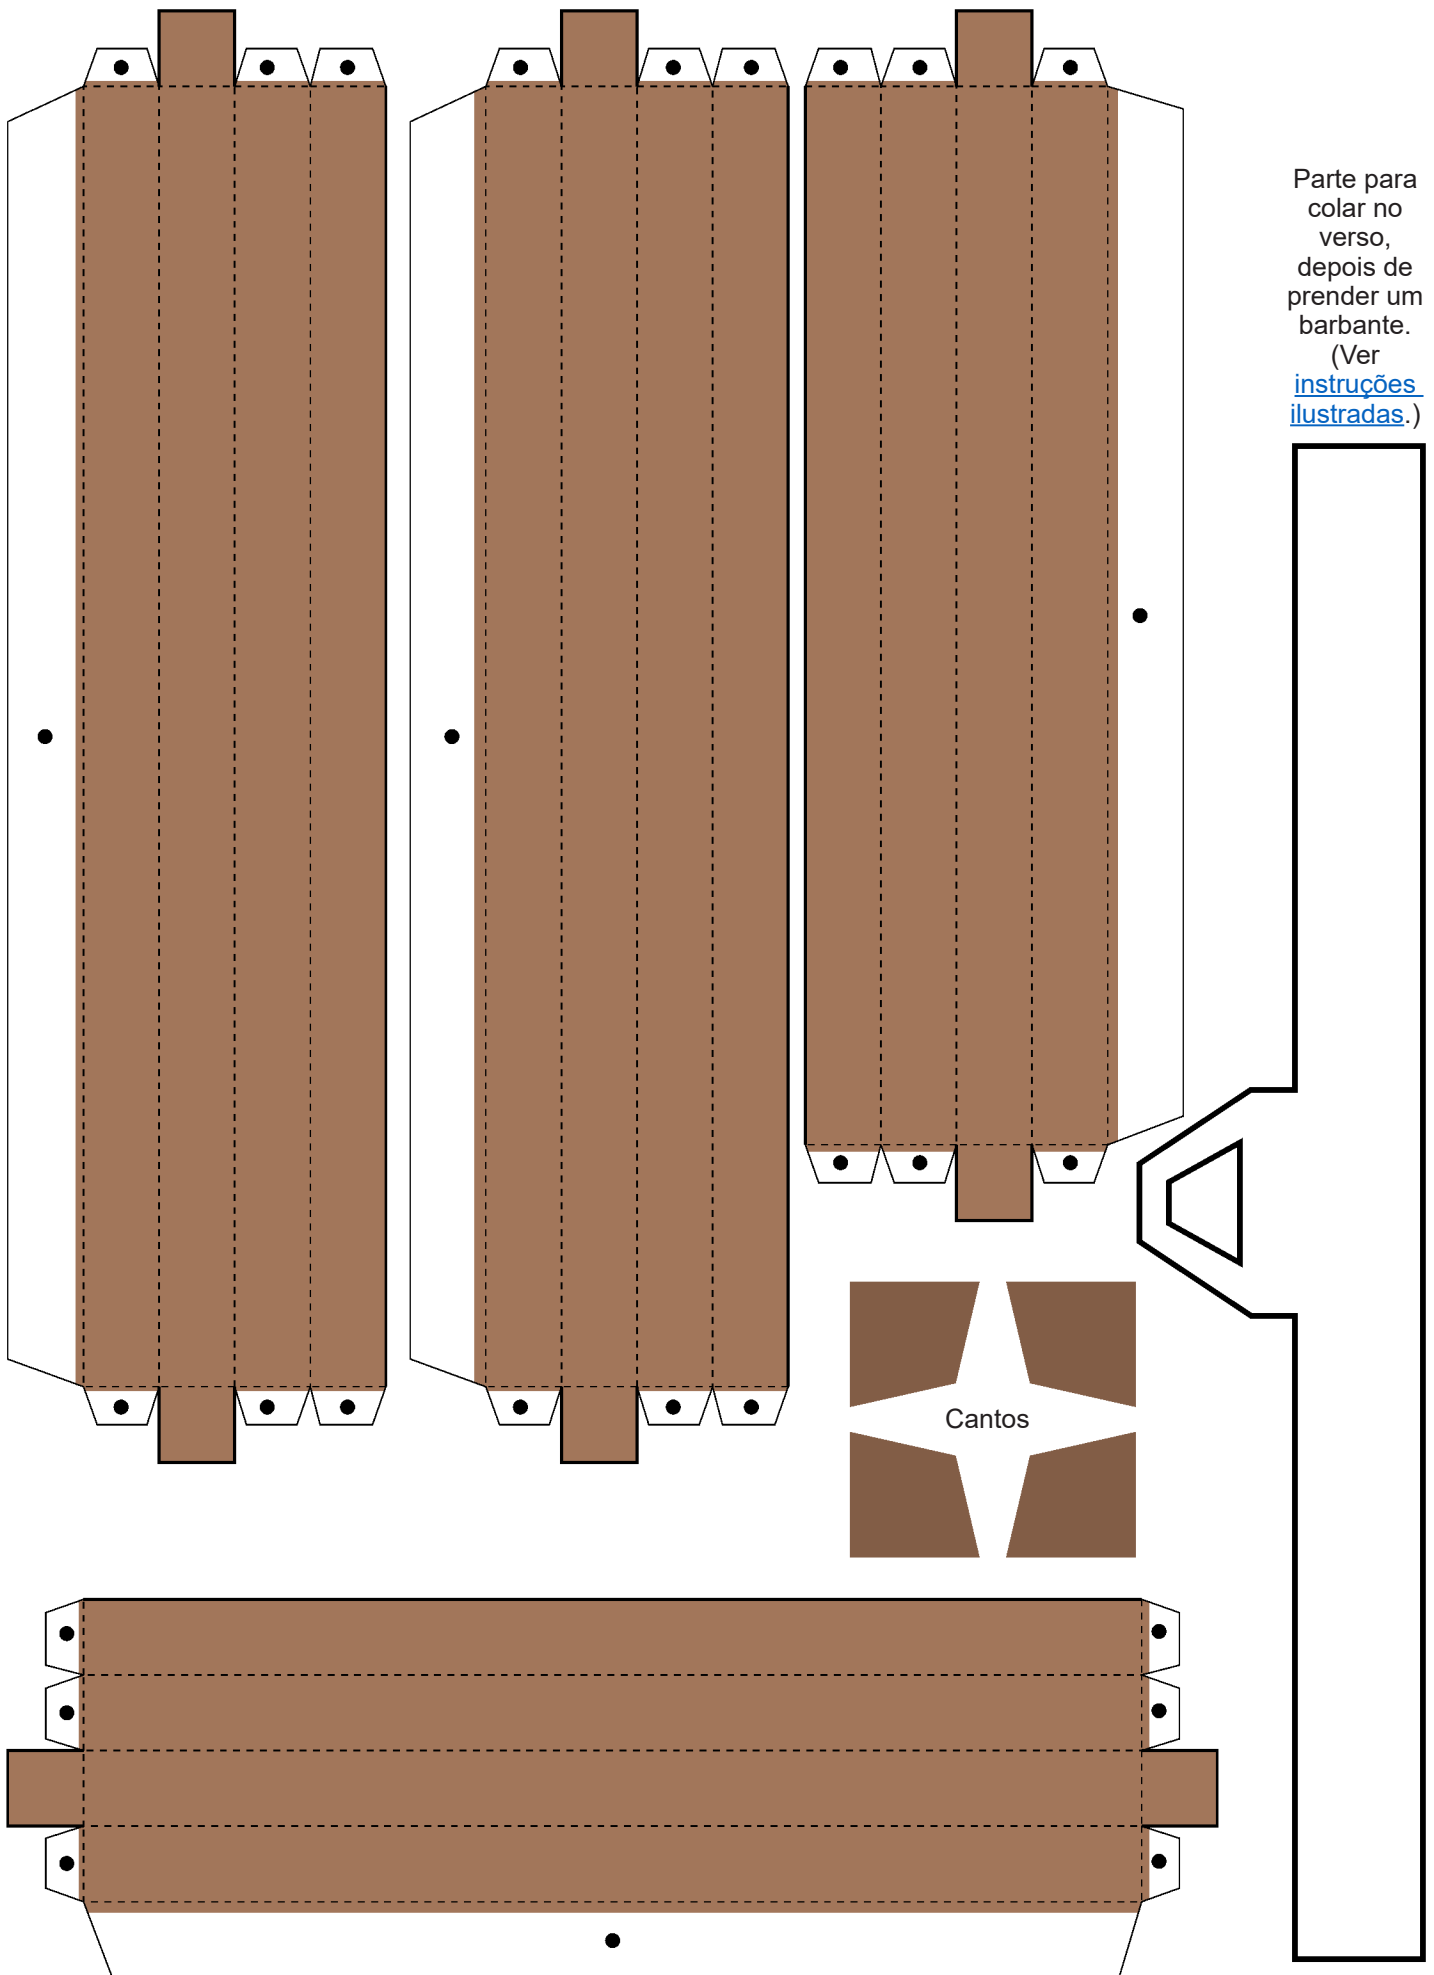 Parte para
colar no
verso,
depois de
prender um
barbante.
(Ver
instruções
ilustradas.)
Cantos